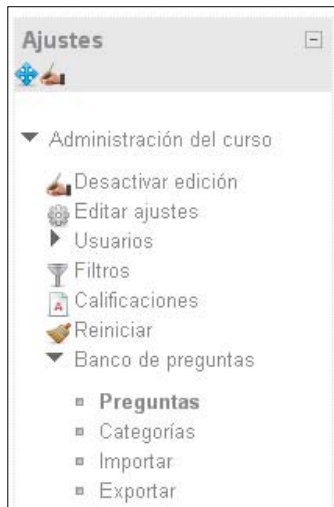 Ajustes
Administración del curso
Desactivar edición
Editar ajustes
Usuarios
Filtros
Calificaciones
Reiniciar
Banco de preguntas
Preguntas
Categorías
Importar
Exportar